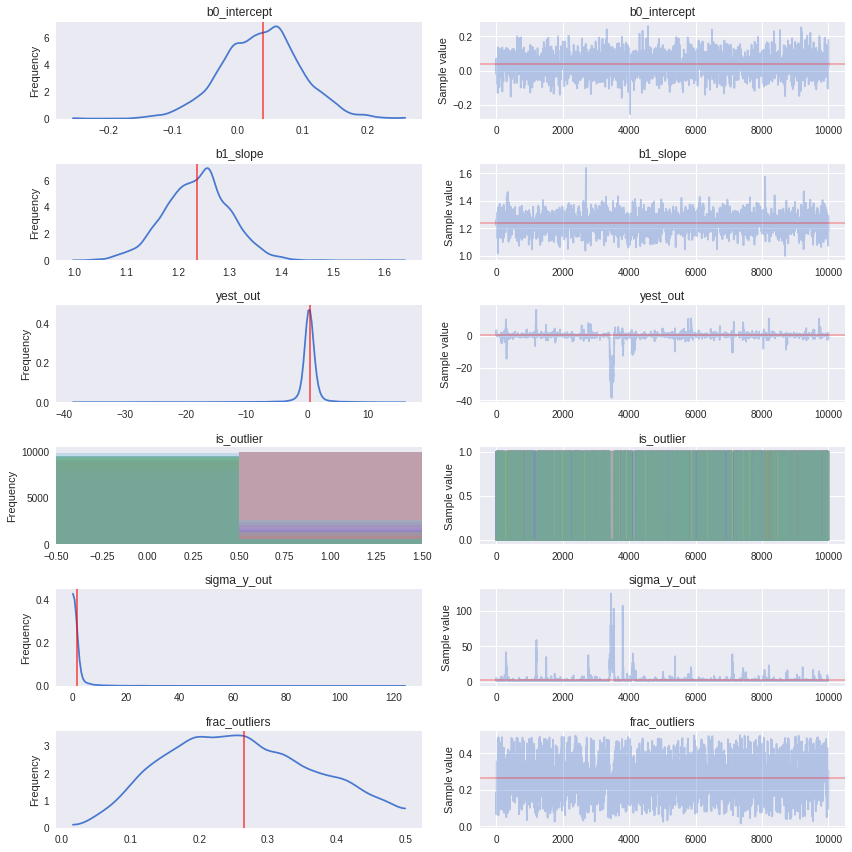 b0_intercept b0_intercept
Frequency
6
4
2
0
−0.2 −0.1 0.0 0.1 0.2
Sample value
0.2
0.0
−0.2
0 2000 4000 6000 8000 10000
b1_slope b1_slope
Frequency
6
4
2
0
1.0 1.1 1.2 1.3 1.4 1.5 1.6
Sample value
1.6
1.4
1.2
1.0
0 2000 4000 6000 8000 10000
yest_out yest_out
Frequency
0.4
0.2
0.0
−40 −30 −20 −10 0 10
Sample value
0
−20
−40
0 2000 4000 6000 8000 10000
is_outlier is_outlier
Frequency
10000
5000
0
−0.50 −0.25 0.00 0.25 0.50 0.75 1.00 1.25 1.50
Sample value
1.0
0.5
0.0
0 2000 4000 6000 8000 10000
sigma_y_out sigma_y_out
Frequency
0.4
0.2
0.0
0 20 40 60 80 100 120
Sample value
100
50
0
0 2000 4000 6000 8000 10000
frac_outliers frac_outliers
Frequency
3
2
1
0
0.0 0.1 0.2 0.3 0.4 0.5
Sample value
0.4
0.2
0.0
0 2000 4000 6000 8000 10000